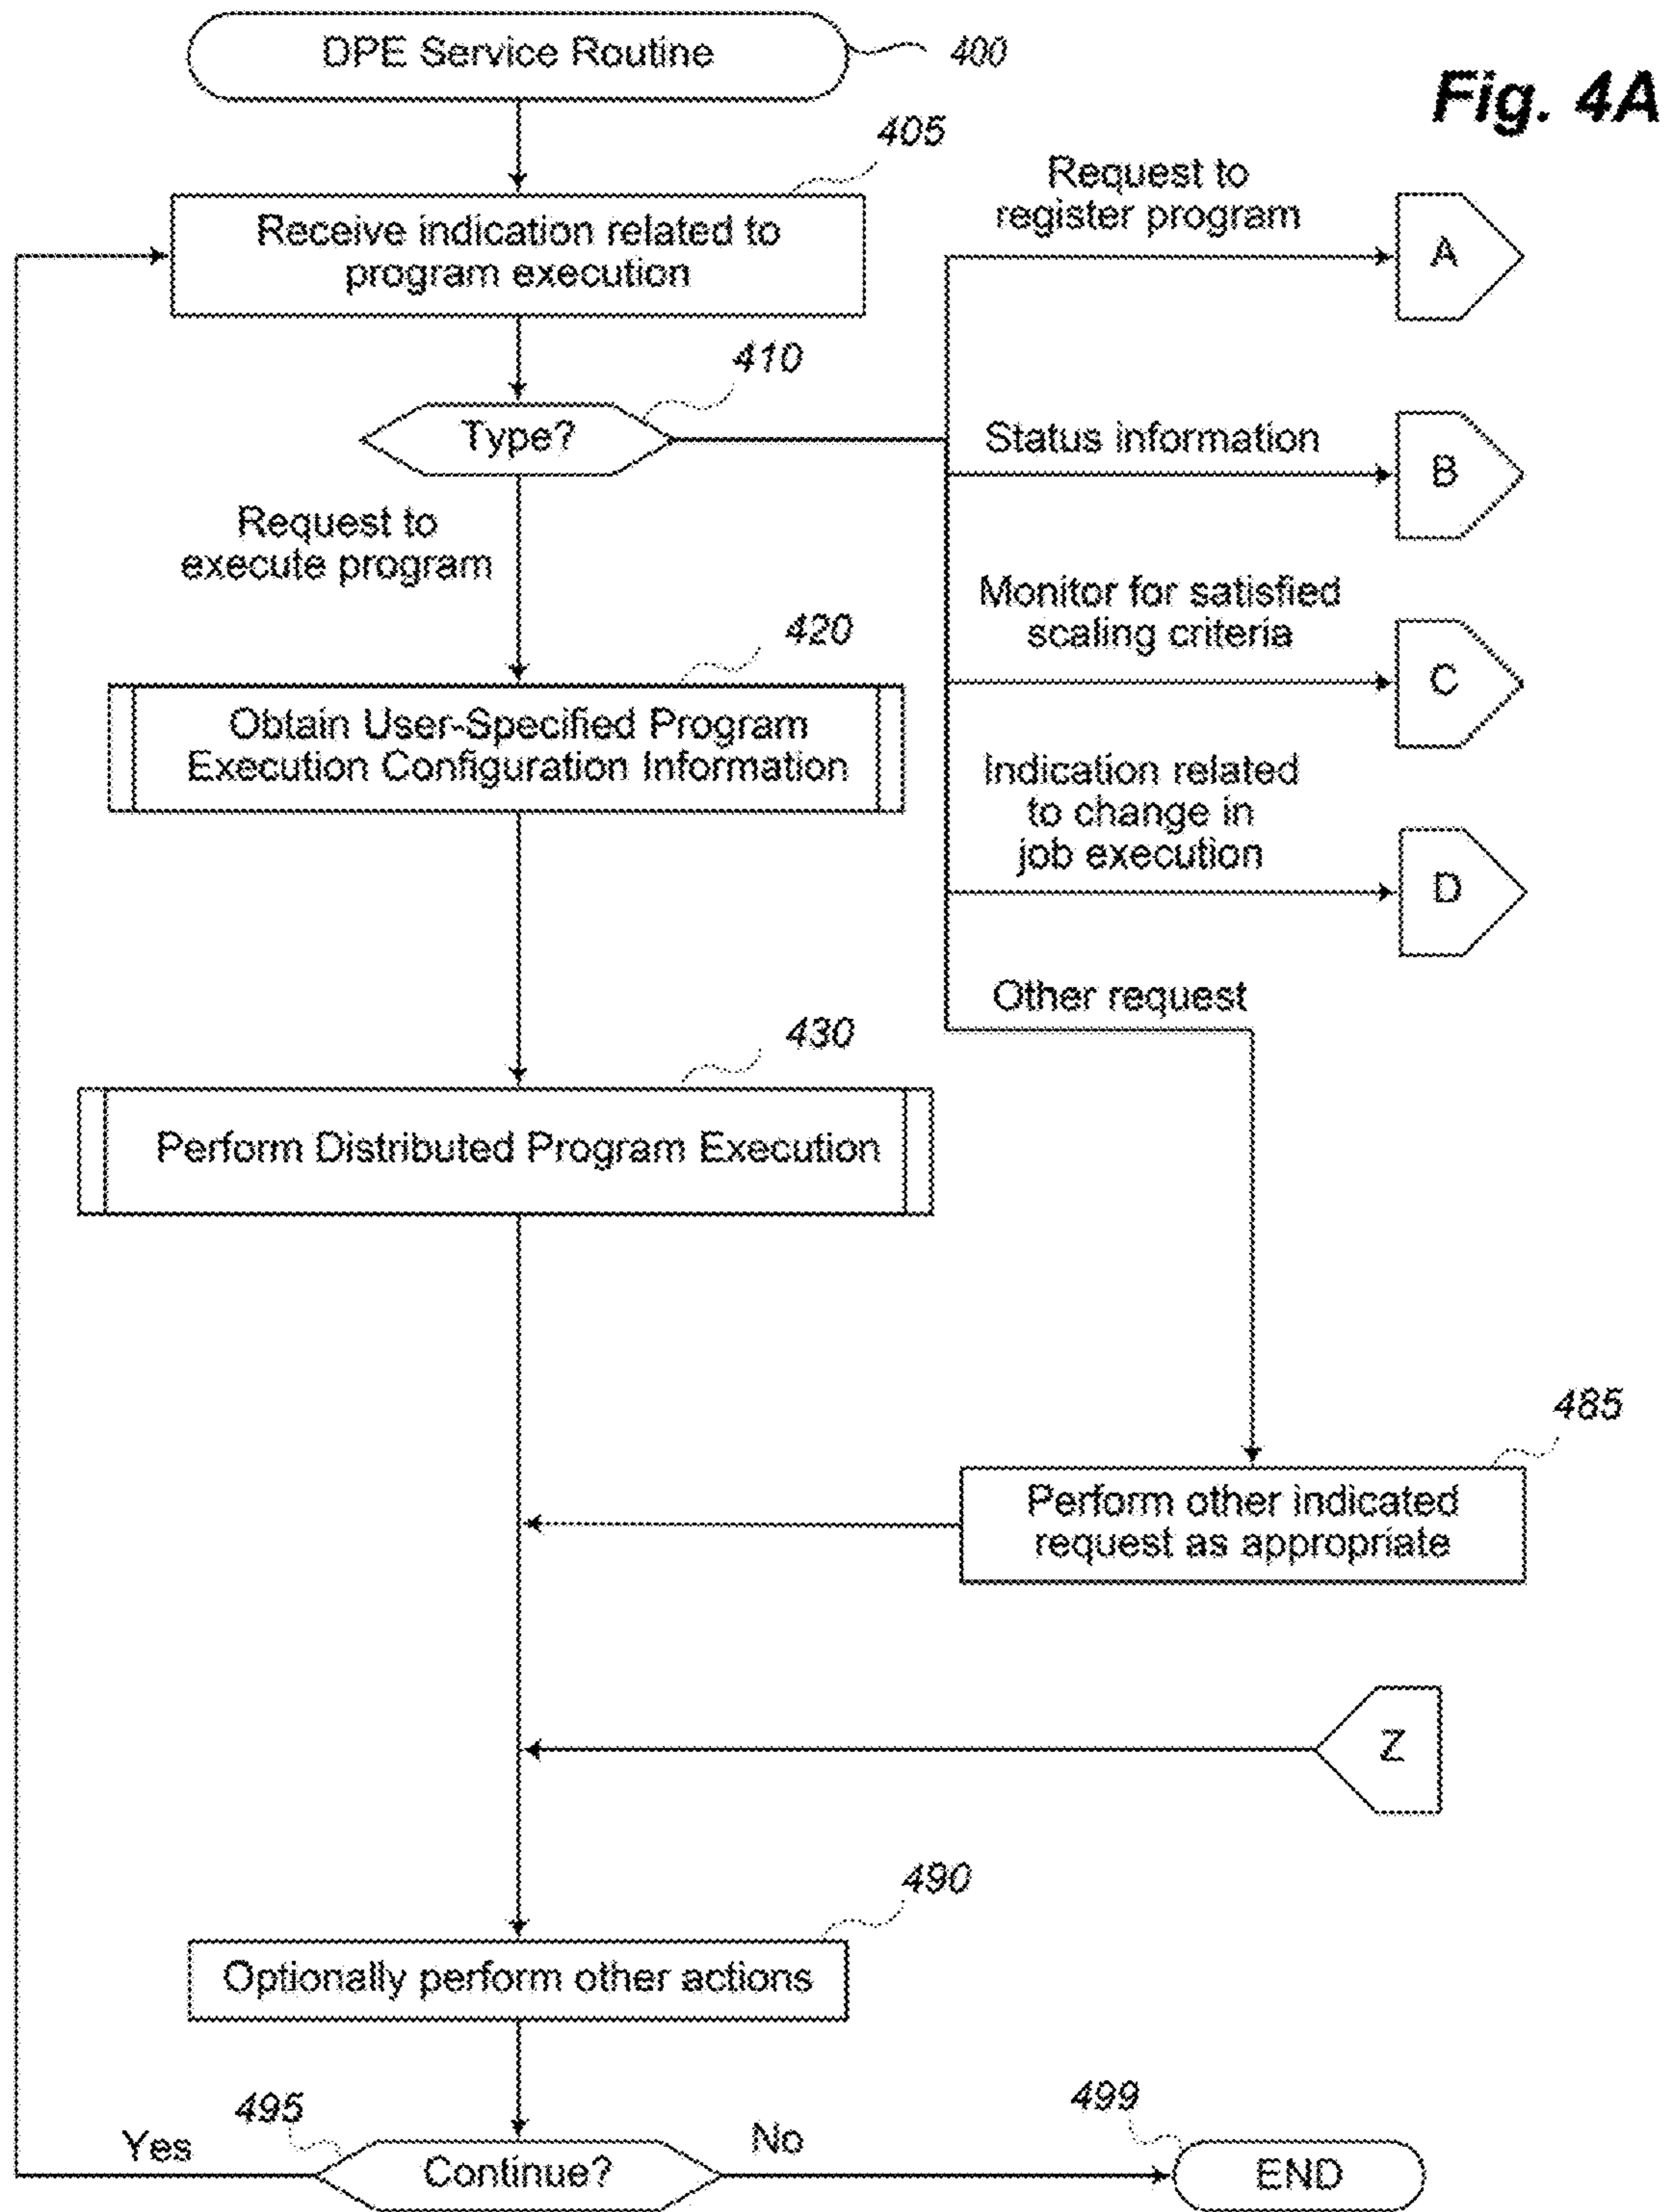 DPE Service Routine
400
Fig. 4A
405
Receive indication related to
program execution
Request to
register program
A
410
Type?
Status information
B
Request to
execute program
Monitor for satisfied
scaling criteria
C
420
Obtain User-Specified Program
Execution Configuration Information
Indication related
to change in
job execution
D
Other request
430
Perform Distributed Program Execution
485
Perform other indicated
request as appropriate
Z
490
Optionally perform other actions
495
Yes
Continue?
No
499
END